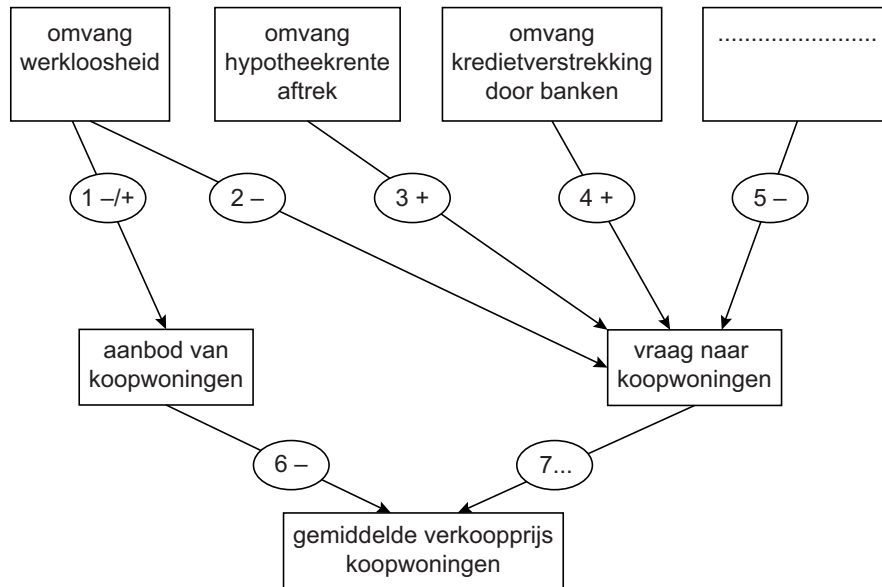 omvang
werkloosheid
omvang
hypotheekrente
aftrek
omvang
kredietverstrekking
door banken
........................
1 –/+
2 –
3 +
4 +
5 –
aanbod van
koopwoningen
vraag naar
koopwoningen
6 –
7...
gemiddelde verkoopprijs
koopwoningen